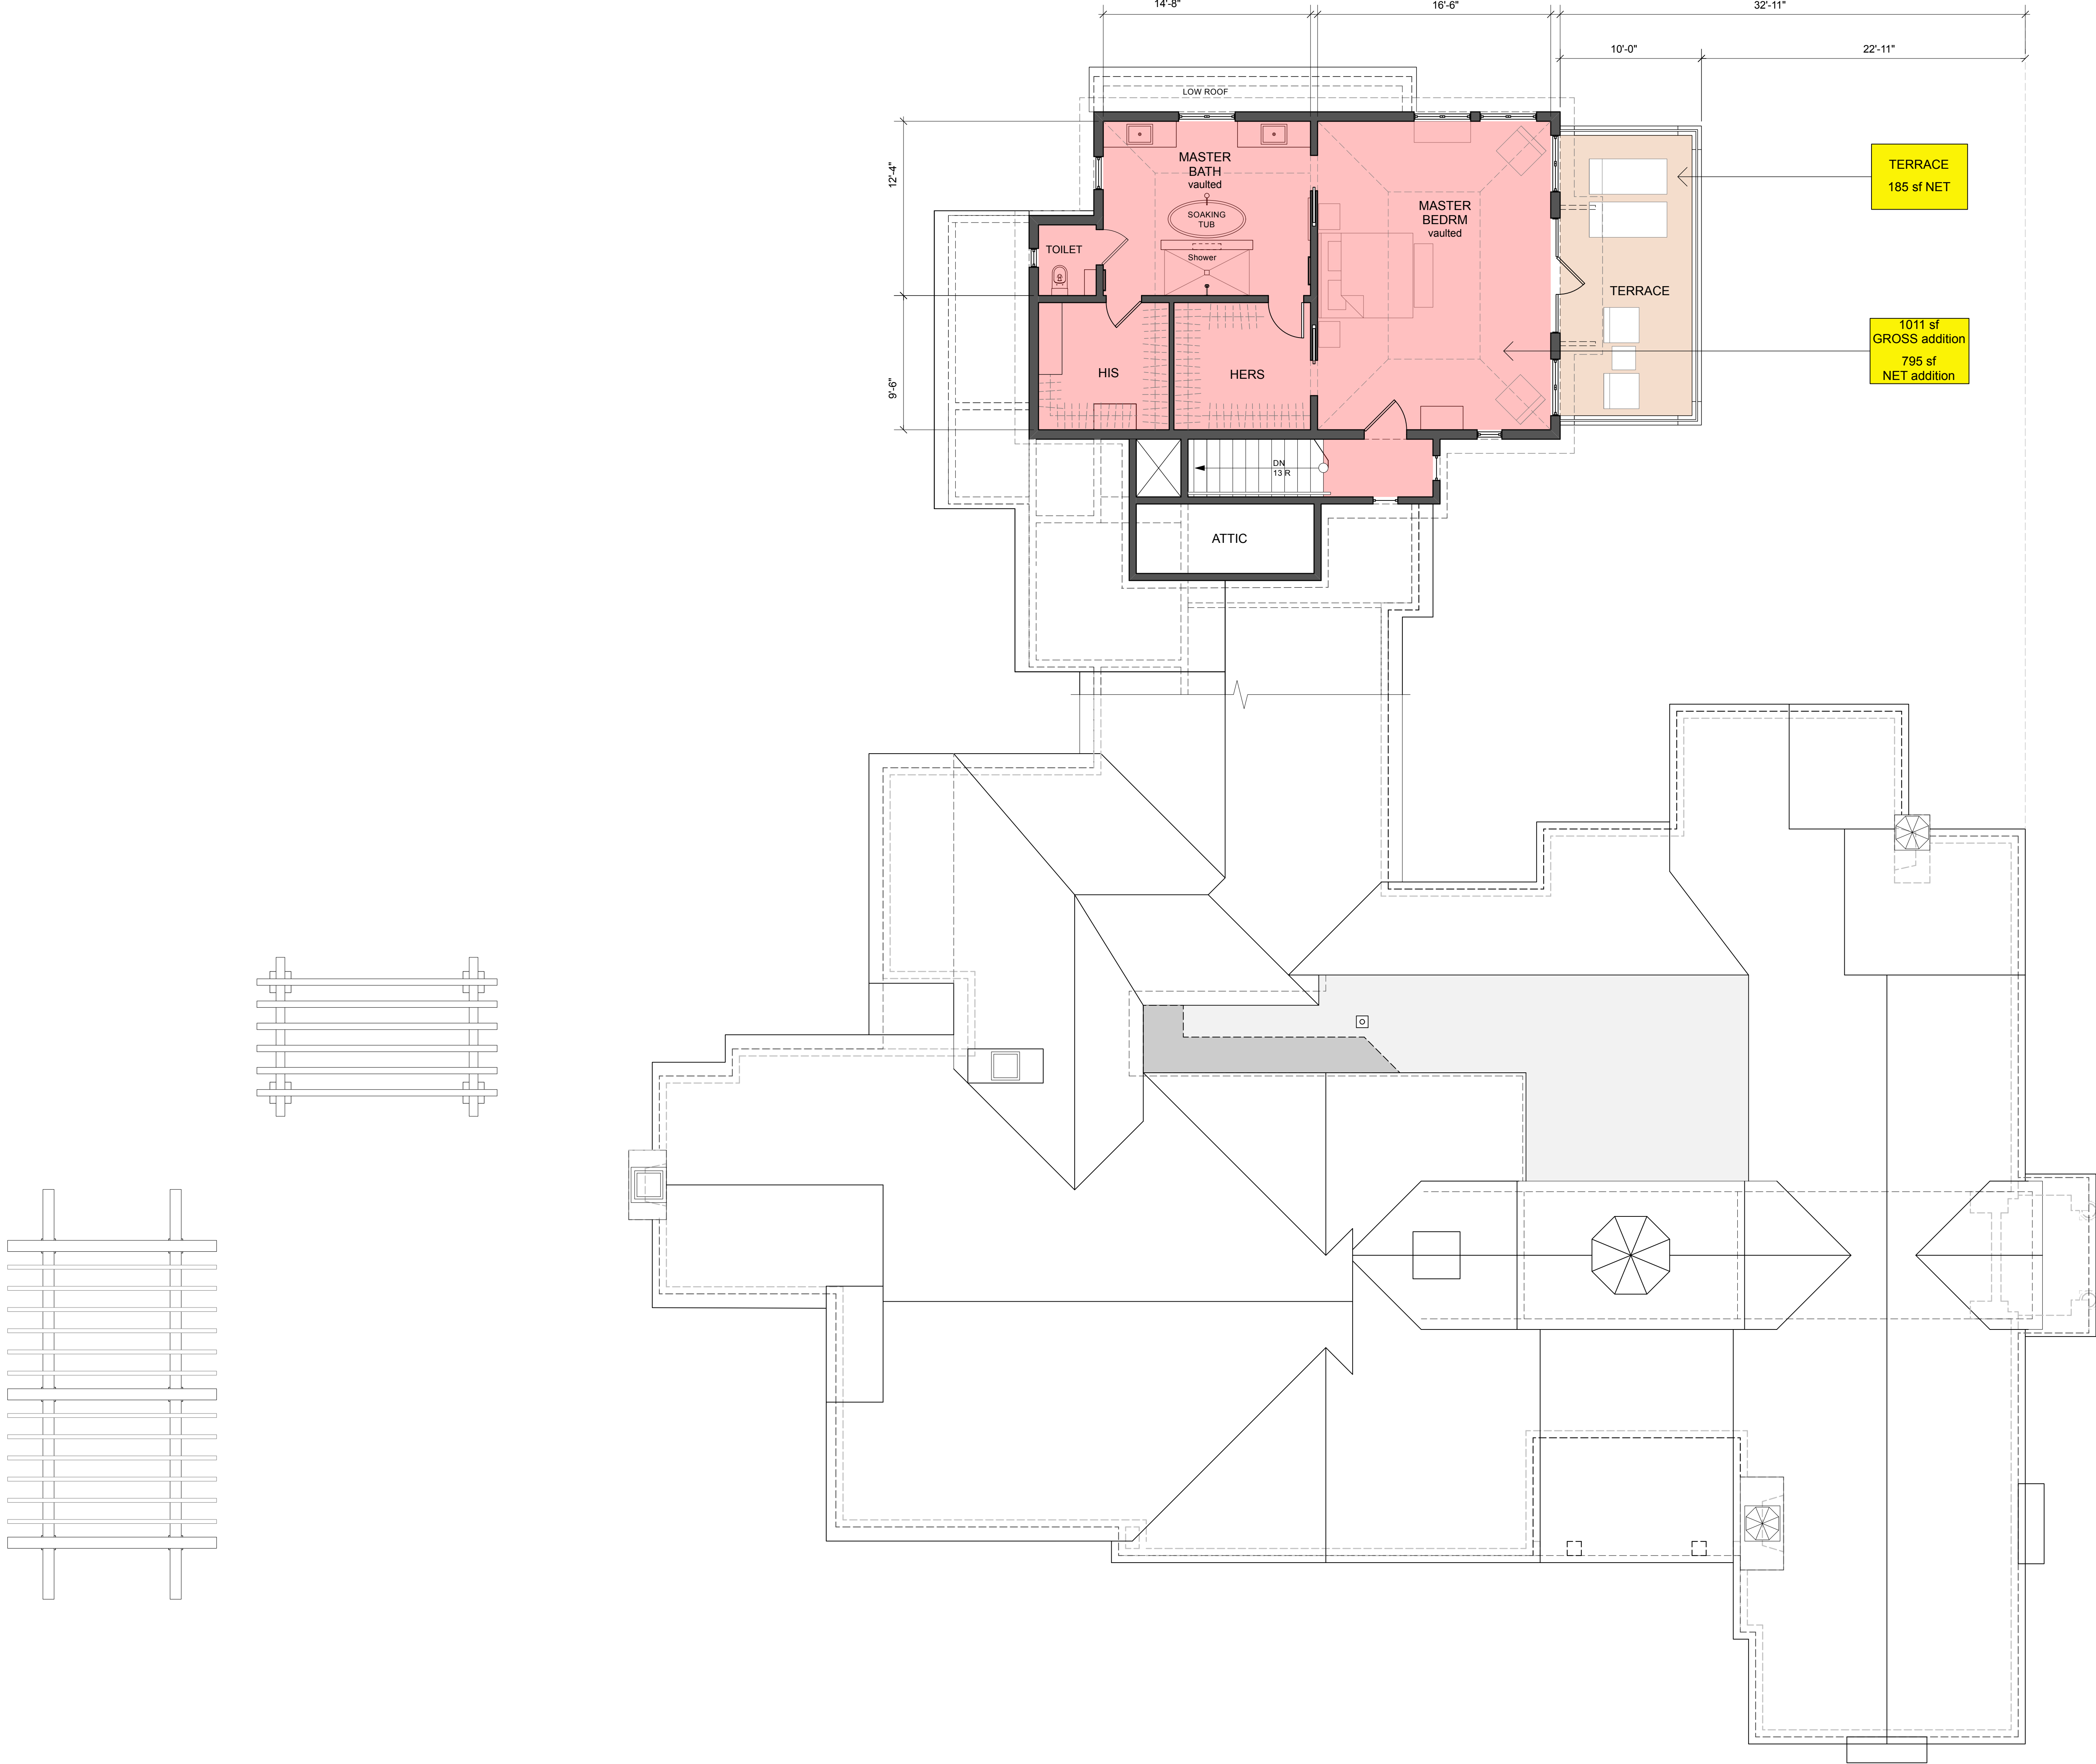 14'-8"
16'-6"
32'-11"
10'-0"
22'-11"
LOW ROOF
12'-4"
9'-6"
MASTER
BATH
vaulted
SOAKING
TUB
Shower
TOILET
MASTER
BEDRM
vaulted
TERRACE
185 sf NET
TERRACE
1011 sf
GROSS addition
795 sf
NET addition
HIS
HERS
DN
13 R
ATTIC